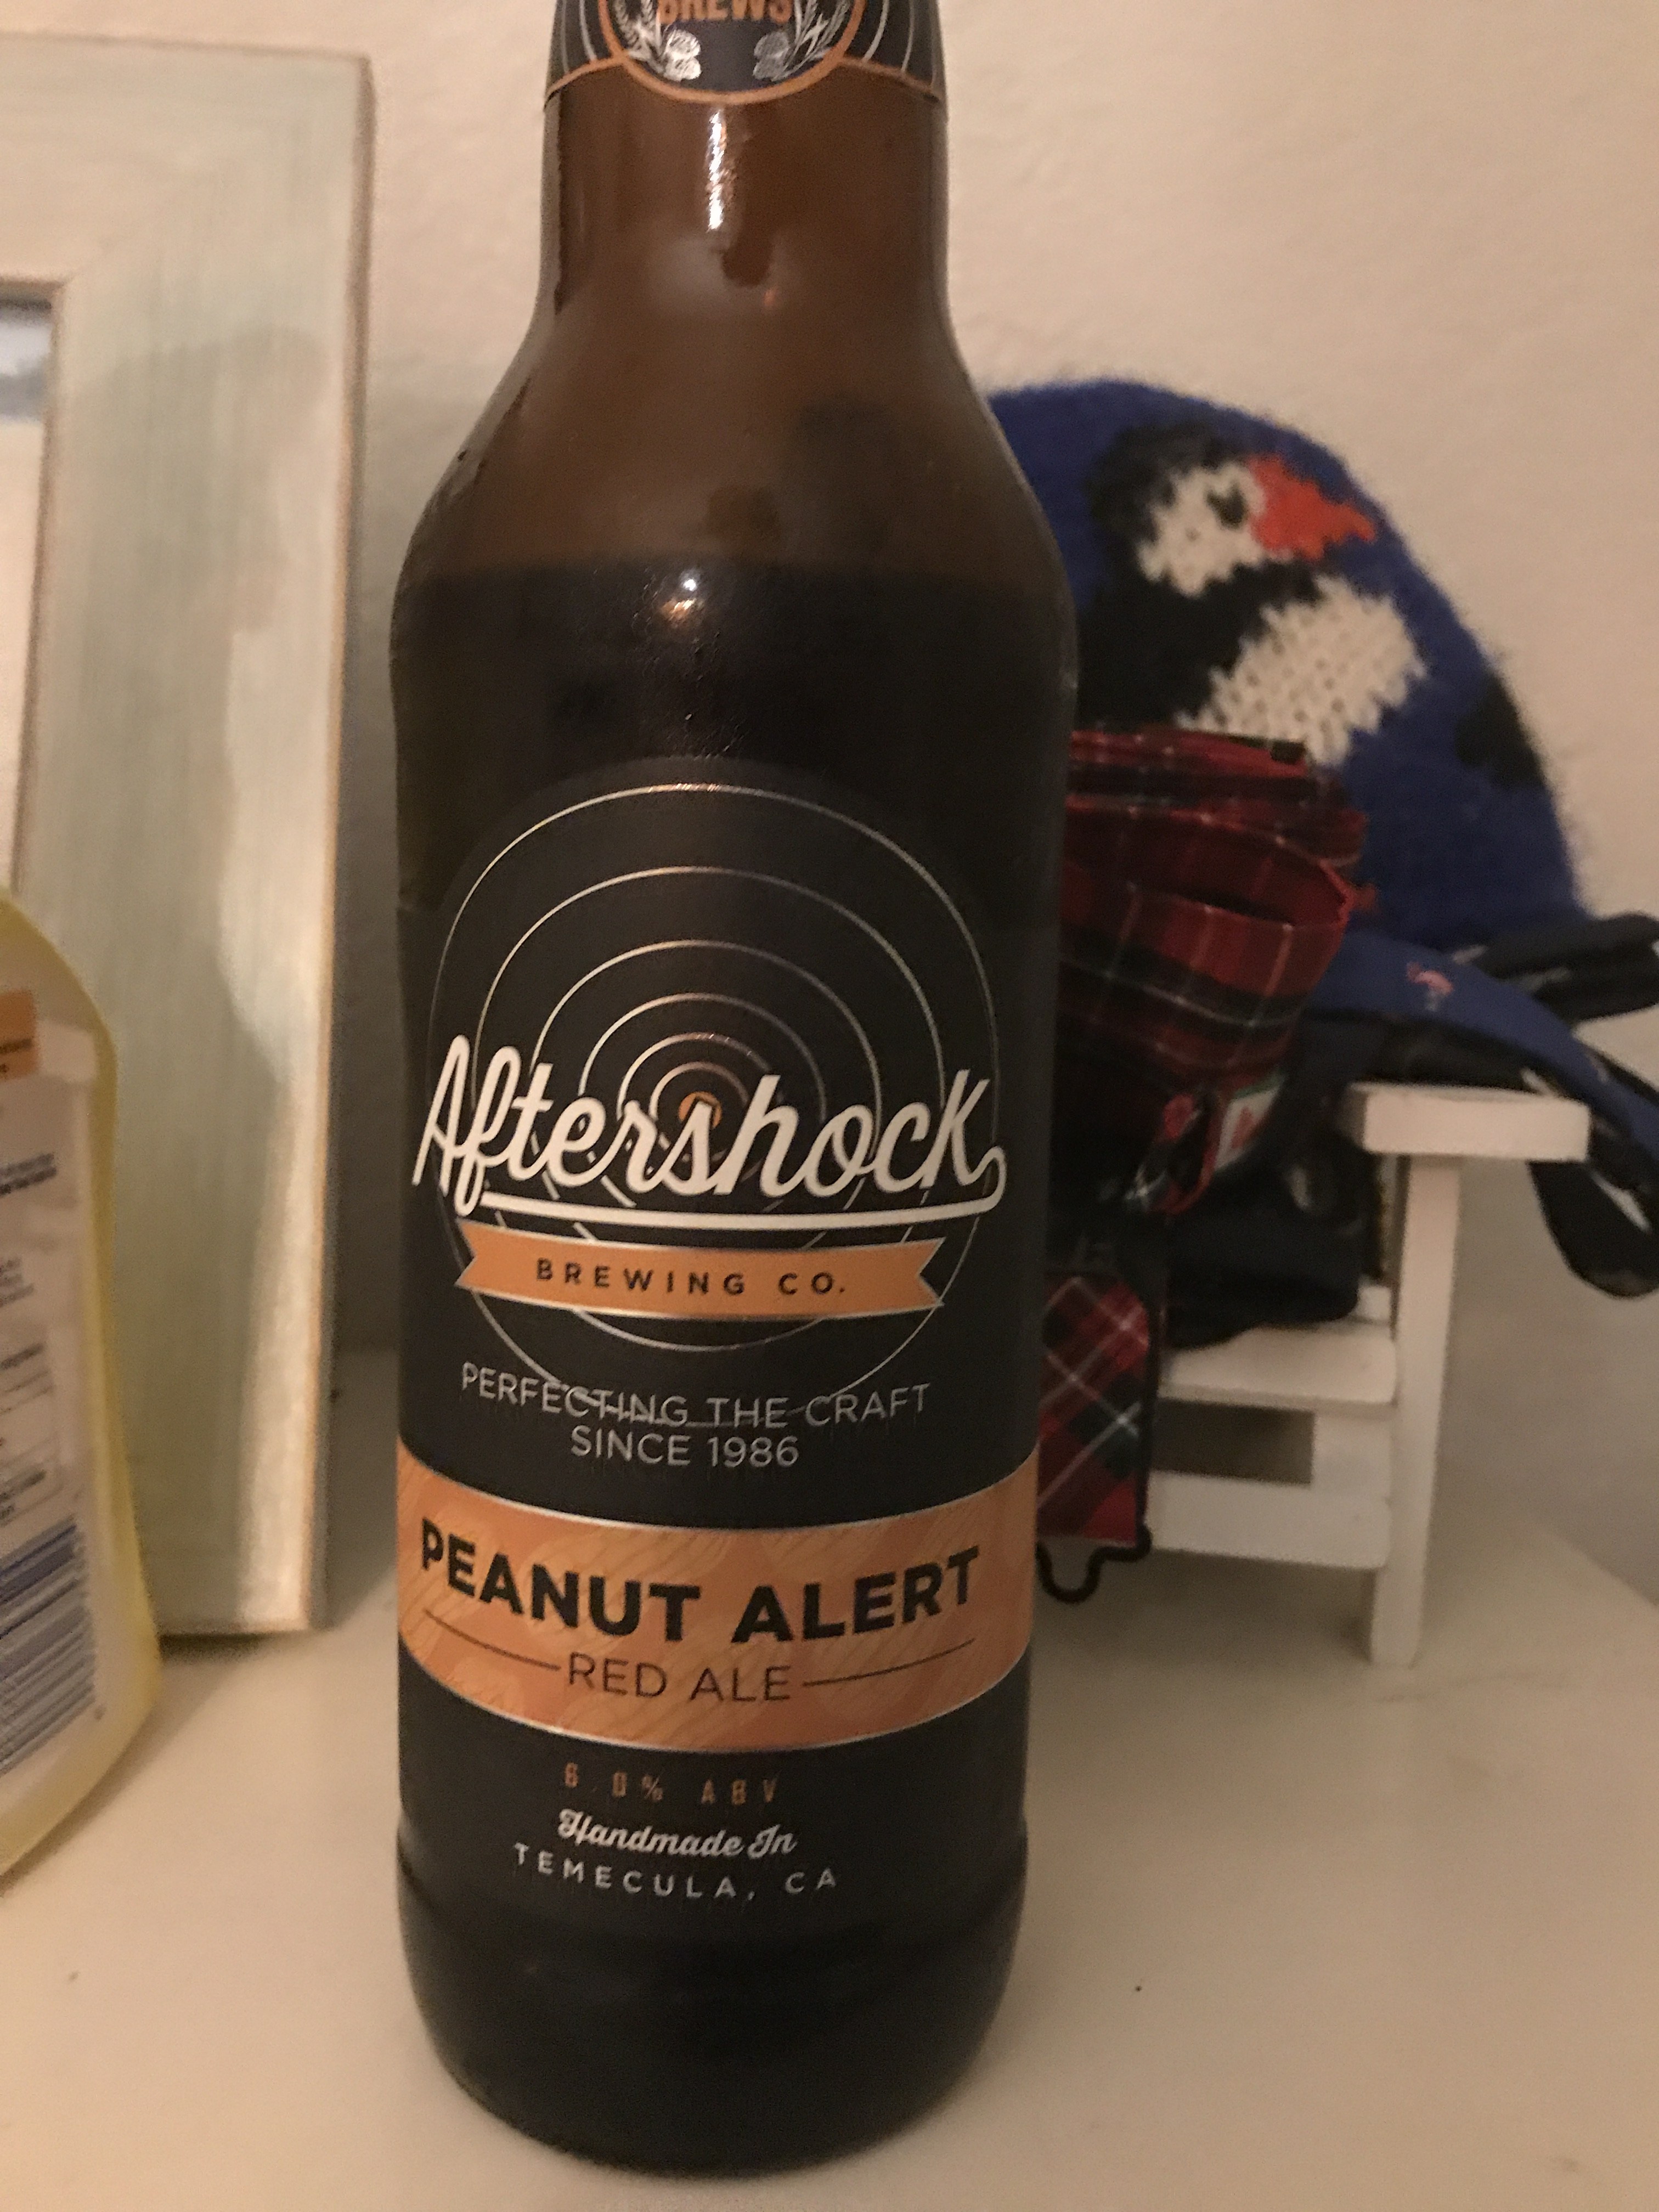 BREWS
Aftershock
BREWING CO.
PERFECTING THE CRAFT
SINCE 1986
PEANUT ALERT
RED ALE
6.0% ABV
Handmade In
TEMECULA, CA